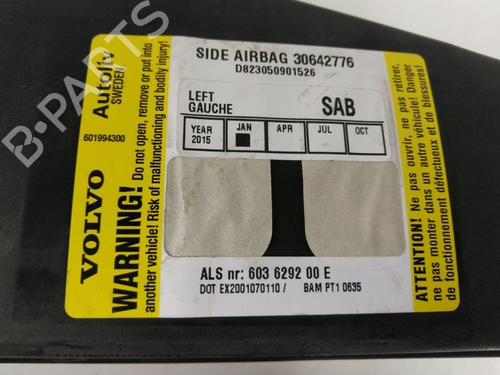 SIDE AIRBAG 30642776
D823050901526
LEFT
GAUCHE
SAB
YEAR
2015
JAN
APR
JUL
OCT
ALS nr: 603 6292 00 E
DOT EX2001070110 / BAM PT1 0635
Autoliv
SWEDEN
601994300
VOLVO
WARNING! Do not open, remove or put into
another vehicle! Risk of malfunctioning and bodily injury!
ATTENTION! Ne pas ouvrir, ne pas retirer,
ne pas monter dans un autre véhicule! Danger
de fonctionnement défectueux et de blessures!
B-Parts